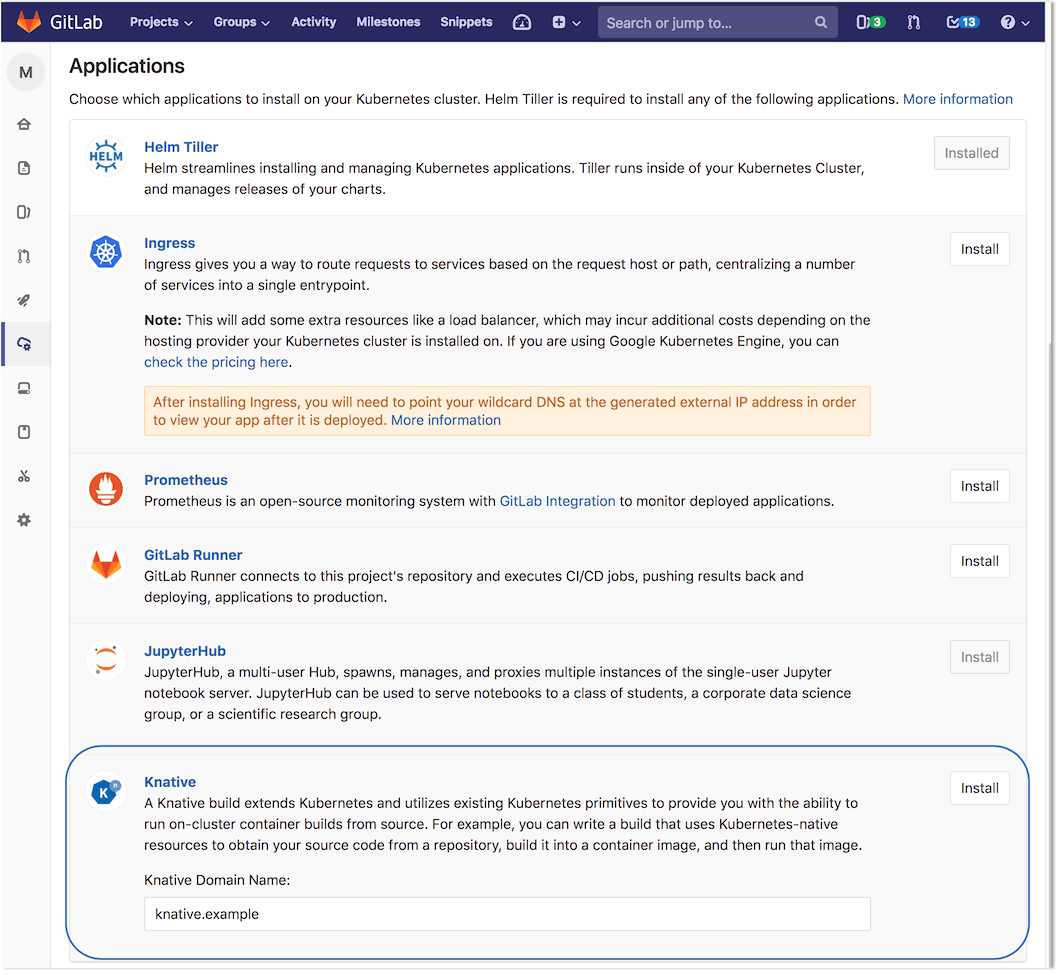 GitLab Projects Groups Activity Milestones Snippets Search or jump to... 3 13
M
Applications
Choose which applications to install on your Kubernetes cluster. Helm Tiller is required to install any of the following applications. More information
HELM
Helm Tiller
Installed
Helm streamlines installing and managing Kubernetes applications. Tiller runs inside of your Kubernetes Cluster,
and manages releases of your charts.
Ingress
Install
Ingress gives you a way to route requests to services based on the request host or path, centralizing a number
of services into a single entrypoint.
Note: This will add some extra resources like a load balancer, which may incur additional costs depending on the
hosting provider your Kubernetes cluster is installed on. If you are using Google Kubernetes Engine, you can
check the pricing here.
After installing Ingress, you will need to point your wildcard DNS at the generated external IP address in order
to view your app after it is deployed. More information
Prometheus
Install
Prometheus is an open-source monitoring system with GitLab Integration to monitor deployed applications.
GitLab Runner
Install
GitLab Runner connects to this project's repository and executes CI/CD jobs, pushing results back and
deploying, applications to production.
JupyterHub
Install
JupyterHub, a multi-user Hub, spawns, manages, and proxies multiple instances of the single-user Jupyter
notebook server. JupyterHub can be used to serve notebooks to a class of students, a corporate data science
group, or a scientific research group.
K n
Knative
Install
A Knative build extends Kubernetes and utilizes existing Kubernetes primitives to provide you with the ability to
run on-cluster container builds from source. For example, you can write a build that uses Kubernetes-native
resources to obtain your source code from a repository, build it into a container image, and then run that image.
Knative Domain Name:
knative.example